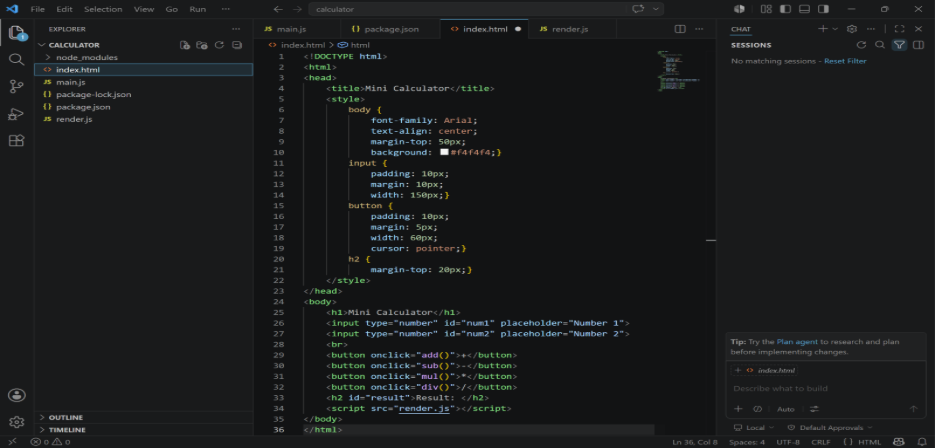 File Edit Selection View Go Run ··· calculator
EXPLORER ···
CALCULATOR
node_modules
<> index.html
JS main.js
{} package-lock.json
{} package.json
JS render.js
OUTLINE
TIMELINE
JS main.js {} package.json <> index.html ● JS render.js
<> index.html > html
1 <!DOCTYPE html>
2 <html>
3 <head>
4 <title>Mini Calculator</title>
5 <style>
6 body {
7 font-family: Arial;
8 text-align: center;
9 margin-top: 50px;
10 background: #f4f4f4;}
11 input {
12 padding: 10px;
13 margin: 10px;
14 width: 150px;}
15 button {
16 padding: 10px;
17 margin: 5px;
18 width: 60px;
19 cursor: pointer;}
20 h2 {
21 margin-top: 20px;}
22 </style>
23 </head>
24 <body>
25 <h1>Mini Calculator</h1>
26 <input type="number" id="num1" placeholder="Number 1">
27 <input type="number" id="num2" placeholder="Number 2">
28 <br>
29 <button onclick="add()">+</button>
30 <button onclick="sub()">-</button>
31 <button onclick="mul()">*</button>
32 <button onclick="div()">/</button>
33 <h2 id="result">Result: </h2>
34 <script src="render.js"></script>
35 </body>
36 </html>
CHAT
SESSIONS
No matching sessions - Reset Filter
Tip: Try the Plan agent to research and plan
before implementing changes.
+ <> index.html
Describe what to build
Auto
Local Default Approvals
0 0 Ln 36, Col 8 Spaces: 4 UTF-8 CRLF {} HTML